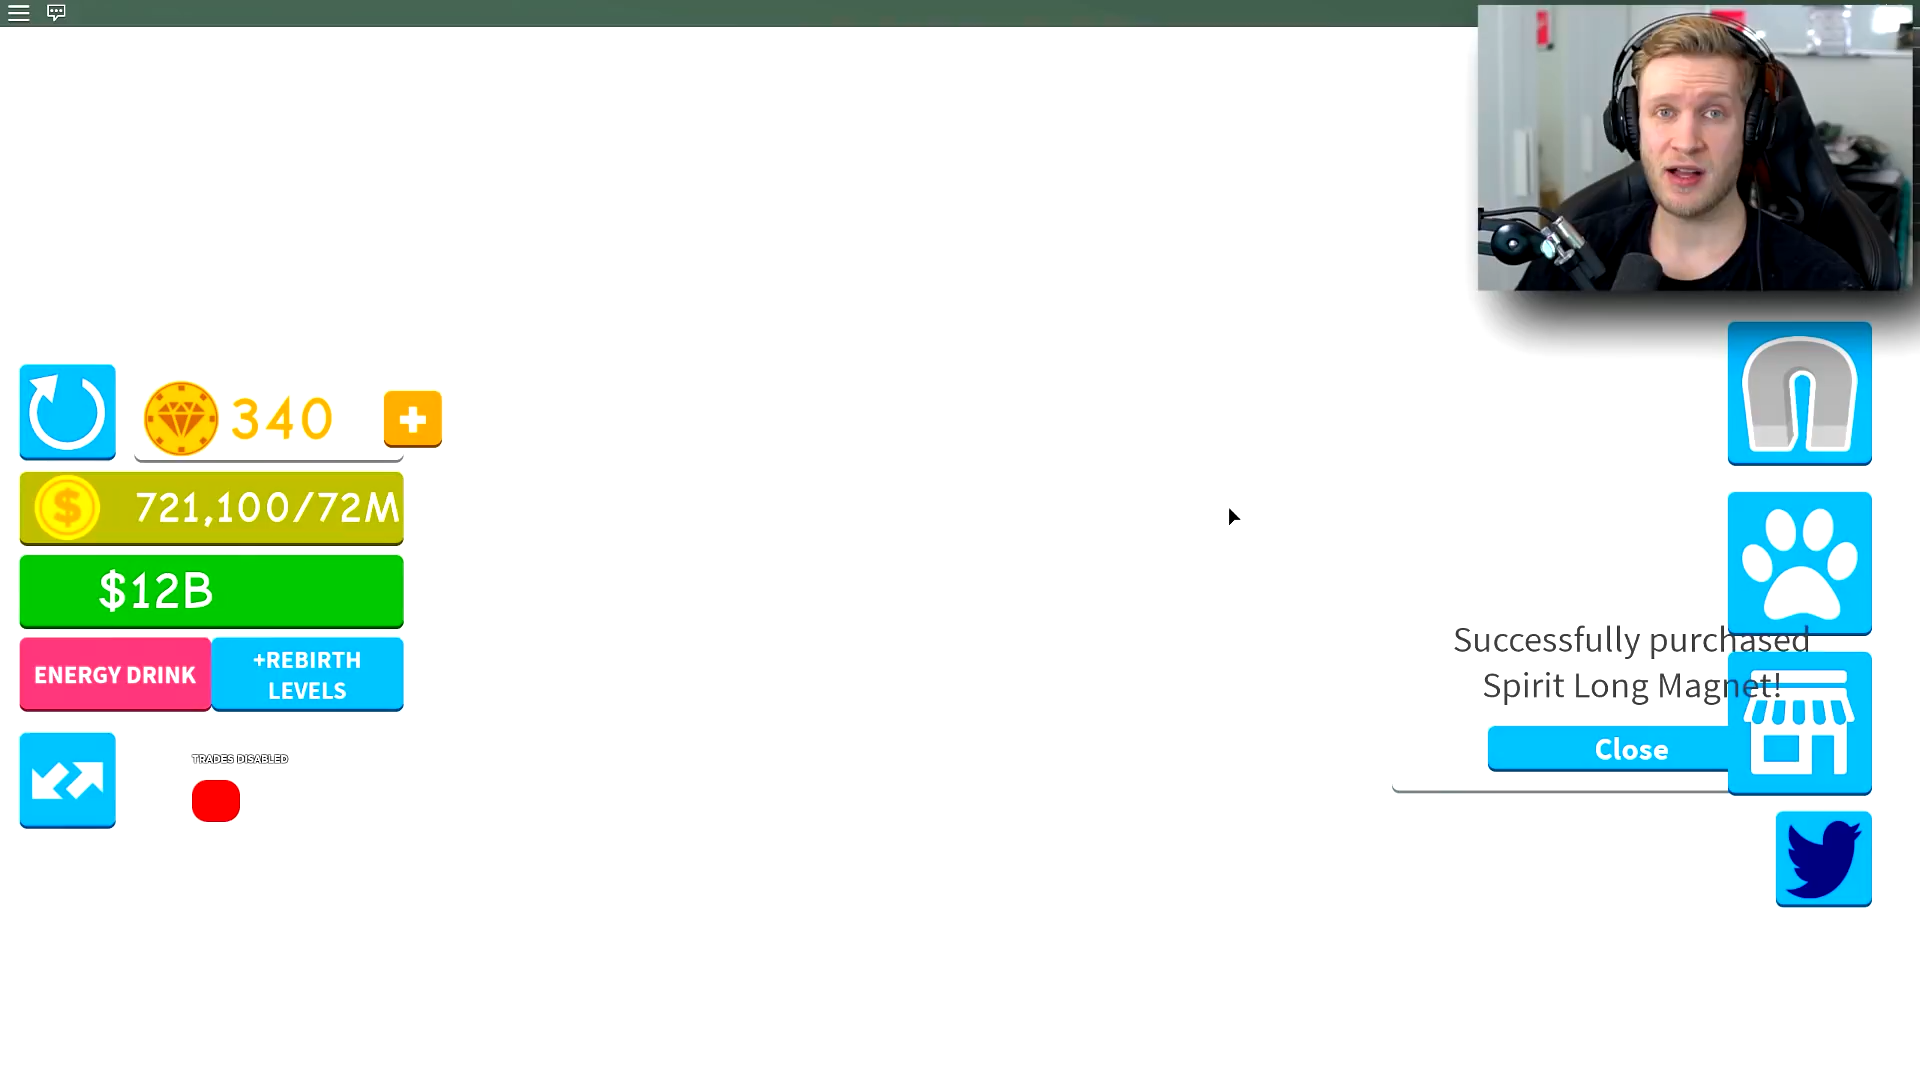 340
721,100/72M
$12B
ENERGY DRINK
+REBIRTH
LEVELS
TRADES DISABLED
Successfully purchased
Spirit Long Magnet!
Close